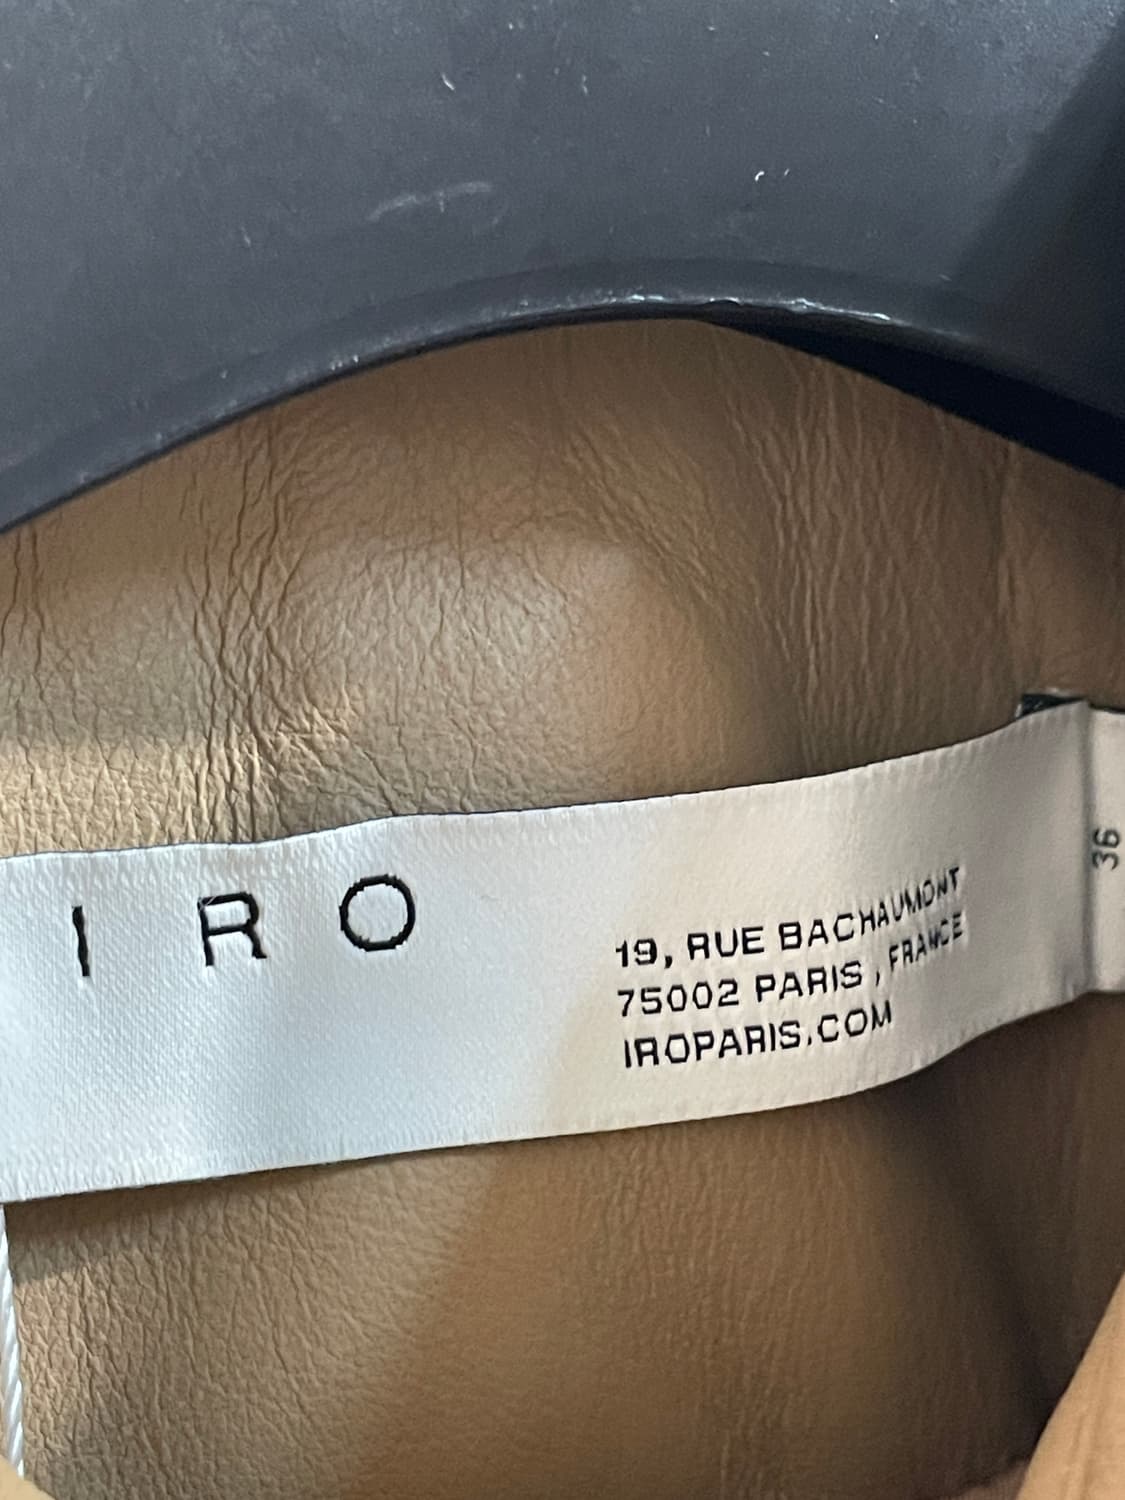 IRO
19, RUE BACHAUMONT
75002 PARIS, FRANCE
IROPARIS.COM
36